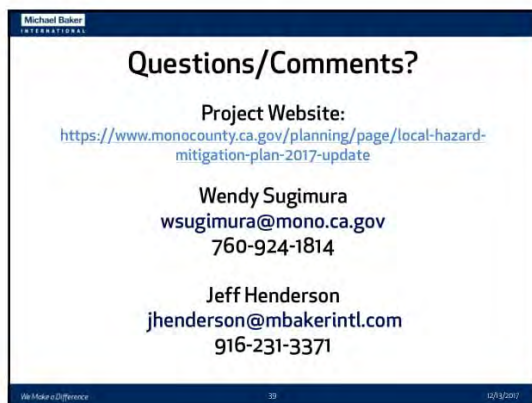 Michael Baker
INTERNATIONAL
Questions/Comments?
Project Website:
https://www.monocounty.ca.gov/planning/page/local-hazard-
mitigation-plan-2017-update
Wendy Sugimura
wsugimura@mono.ca.gov
760-924-1814
Jeff Henderson
jhenderson@mbakerintl.com
916-231-3371
We Make a Difference
39
12/13/2017